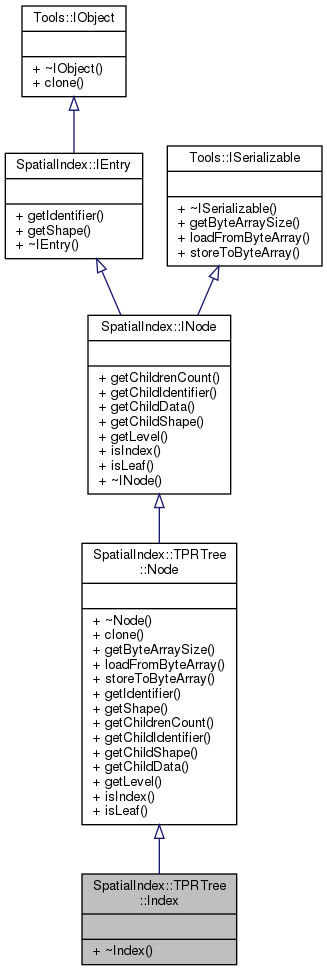 Tools::IObject
+ ~IObject()
+ clone()
SpatialIndex::IEntry
+ getIdentifier()
+ getShape()
+ ~IEntry()
Tools::ISerializable
+ ~ISerializable()
+ getByteArraySize()
+ loadFromByteArray()
+ storeToByteArray()
SpatialIndex::INode
+ getChildrenCount()
+ getChildIdentifier()
+ getChildData()
+ getChildShape()
+ getLevel()
+ isIndex()
+ isLeaf()
+ ~INode()
SpatialIndex::TPRTree
::Node
+ ~Node()
+ clone()
+ getByteArraySize()
+ loadFromByteArray()
+ storeToByteArray()
+ getIdentifier()
+ getShape()
+ getChildrenCount()
+ getChildIdentifier()
+ getChildShape()
+ getChildData()
+ getLevel()
+ isIndex()
+ isLeaf()
SpatialIndex::TPRTree
::Index
+ ~Index()